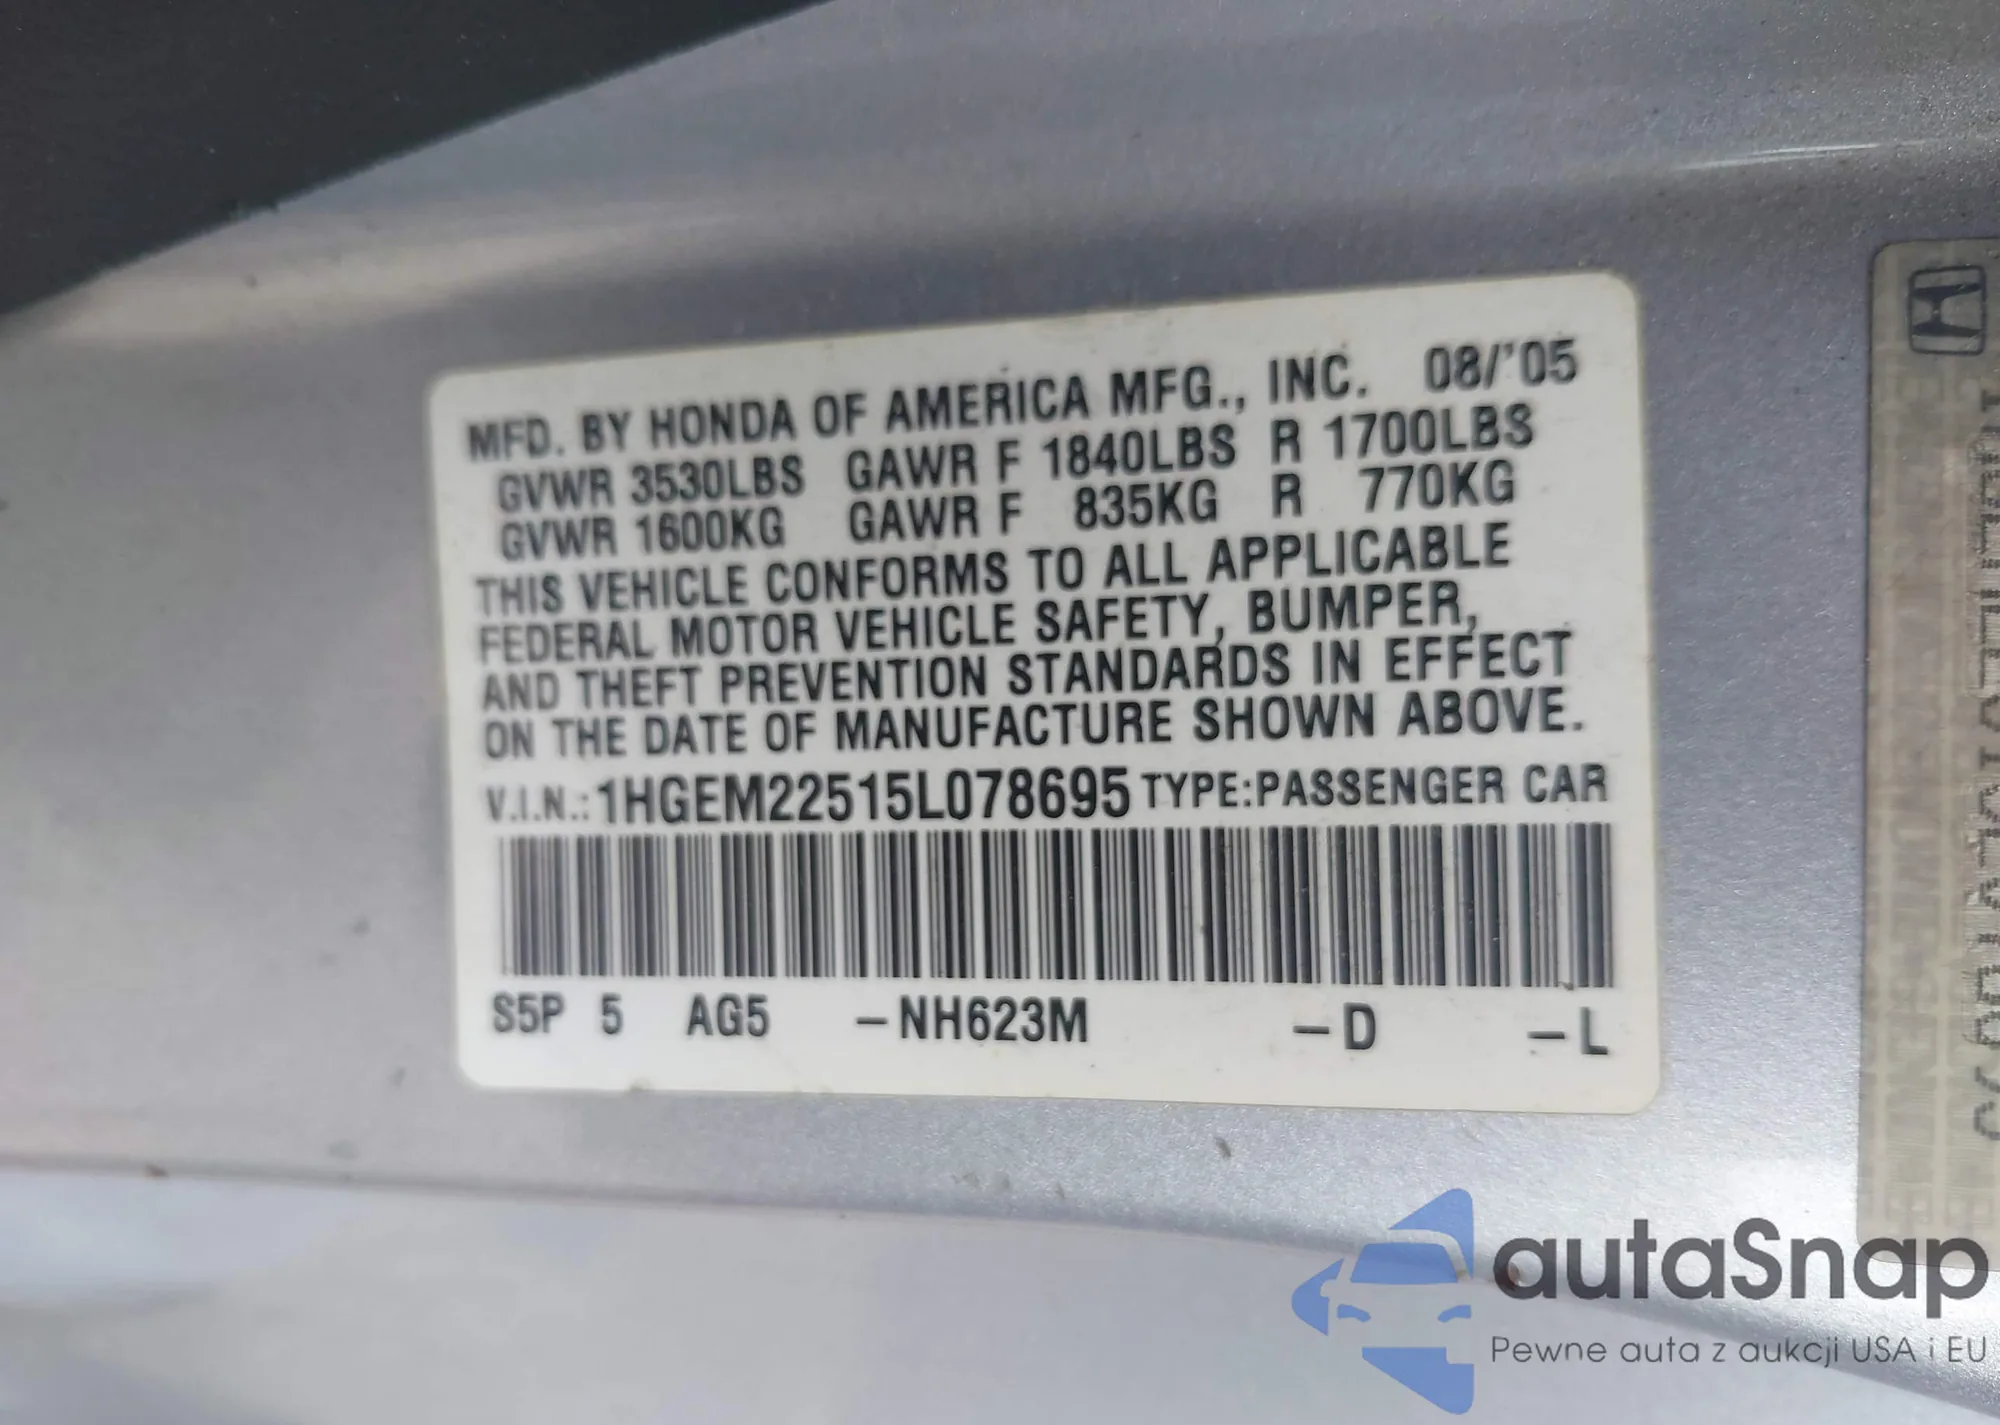 MFD. BY HONDA OF AMERICA MFG., INC. 08/'05
GVWR 3530LBS GAWR F 1840LBS R 1700LBS
GVWR 1600KG GAWR F 835KG R 770KG
THIS VEHICLE CONFORMS TO ALL APPLICABLE
FEDERAL MOTOR VEHICLE SAFETY, BUMPER,
AND THEFT PREVENTION STANDARDS IN EFFECT
ON THE DATE OF MANUFACTURE SHOWN ABOVE.
V.I.N.: 1HGEM22515L078695 TYPE:PASSENGER CAR
S5P 5 AG5 –NH623M –D –L
autaSnap
Pewne auta z aukcji USA i EU